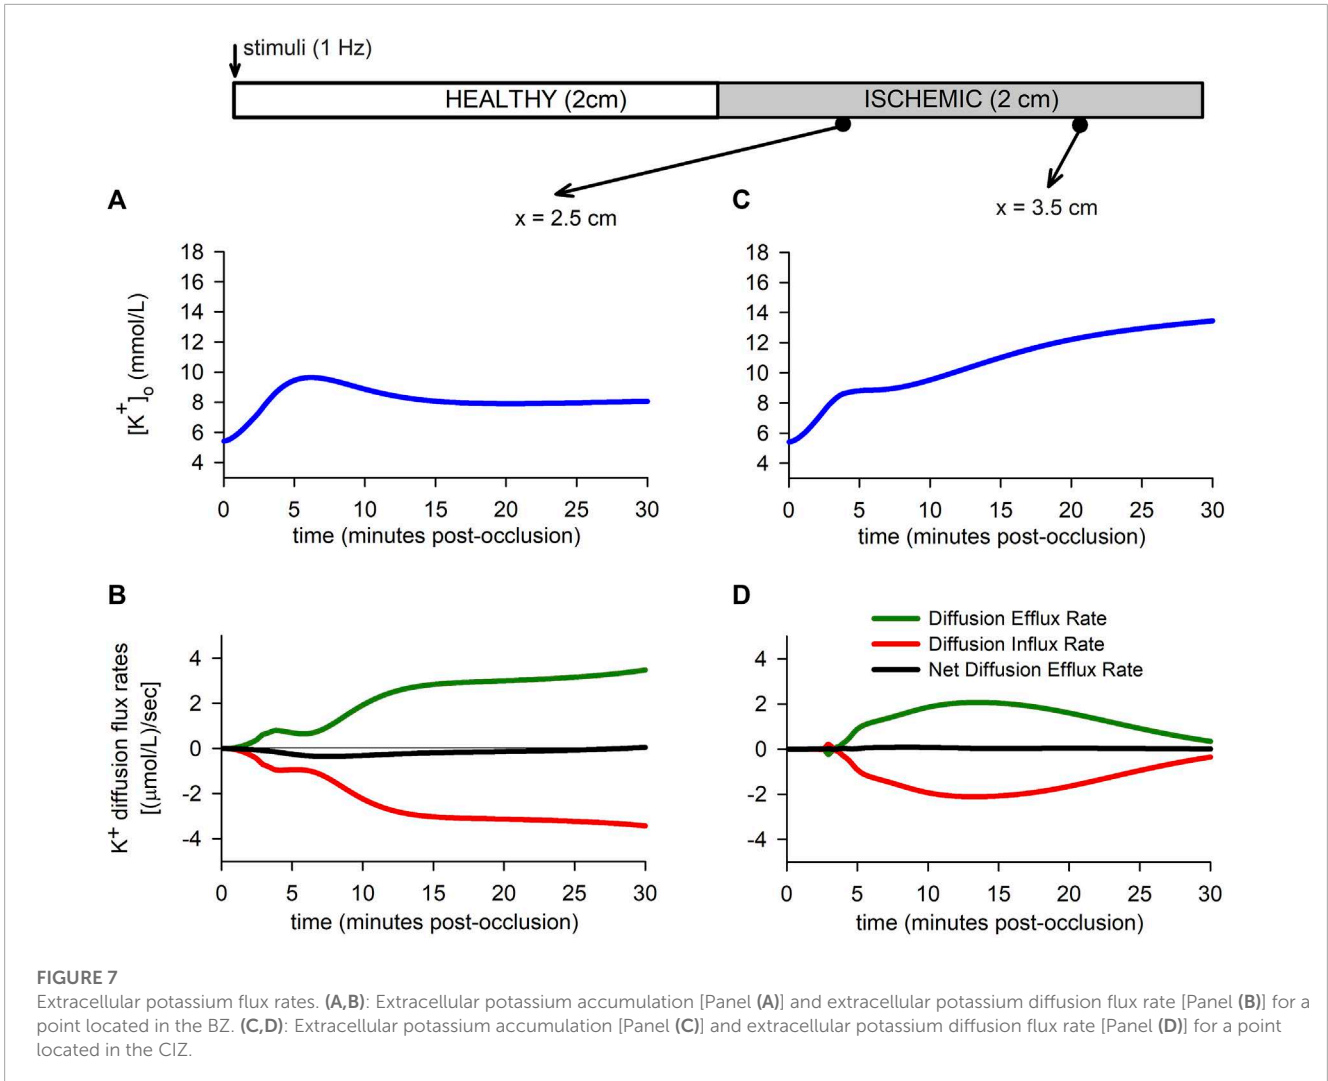 stimuli (1 Hz)
HEALTHY (2cm)
ISCHEMIC (2 cm)
x = 2.5 cm
x = 3.5 cm
A
[K+]o (mmol/L)
18
16
14
12
10
8
6
4
0 5 10 15 20 25 30
time (minutes post-occlusion)
C
18
16
14
12
10
8
6
4
0 5 10 15 20 25 30
time (minutes post-occlusion)
B
K+ diffusion flux rates
[(μmol/L)/sec]
4
2
0
-2
-4
0 5 10 15 20 25 30
time (minutes post-occlusion)
D
Diffusion Efflux Rate
Diffusion Influx Rate
Net Diffusion Efflux Rate
4
2
0
-2
-4
0 5 10 15 20 25 30
time (minutes post-occlusion)
FIGURE 7
Extracellular potassium flux rates. (A,B): Extracellular potassium accumulation [Panel (A)] and extracellular potassium diffusion flux rate [Panel (B)] for a
point located in the BZ. (C,D): Extracellular potassium accumulation [Panel (C)] and extracellular potassium diffusion flux rate [Panel (D)] for a point
located in the CIZ.